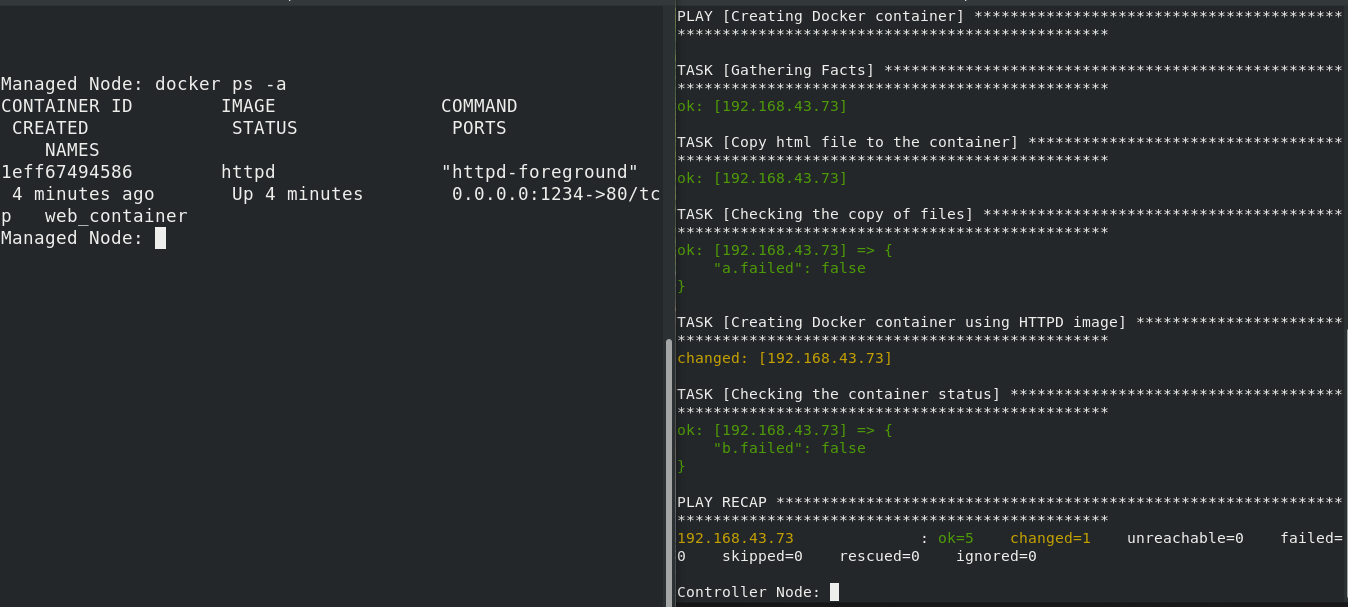 Managed Node: docker ps -a
CONTAINER ID        IMAGE               COMMAND
 CREATED             STATUS              PORTS
    NAMES
1eff67494586        httpd               "httpd-foreground"
 4 minutes ago       Up 4 minutes        0.0.0.0:1234->80/tc
p   web_container
Managed Node:
PLAY [Creating Docker container] *****************************************
************************************************
TASK [Gathering Facts] ***************************************************
************************************************
ok: [192.168.43.73]
TASK [Copy html file to the container] ***********************************
************************************************
ok: [192.168.43.73]
TASK [Checking the copy of files] ****************************************
************************************************
ok: [192.168.43.73] => {
    "a.failed": false
}
TASK [Creating Docker container using HTTPD image] ***********************
************************************************
changed: [192.168.43.73]
TASK [Checking the container status] *************************************
************************************************
ok: [192.168.43.73] => {
    "b.failed": false
}
PLAY RECAP ***************************************************************
************************************************
192.168.43.73              : ok=5    changed=1    unreachable=0    failed=
0    skipped=0    rescued=0    ignored=0
Controller Node: